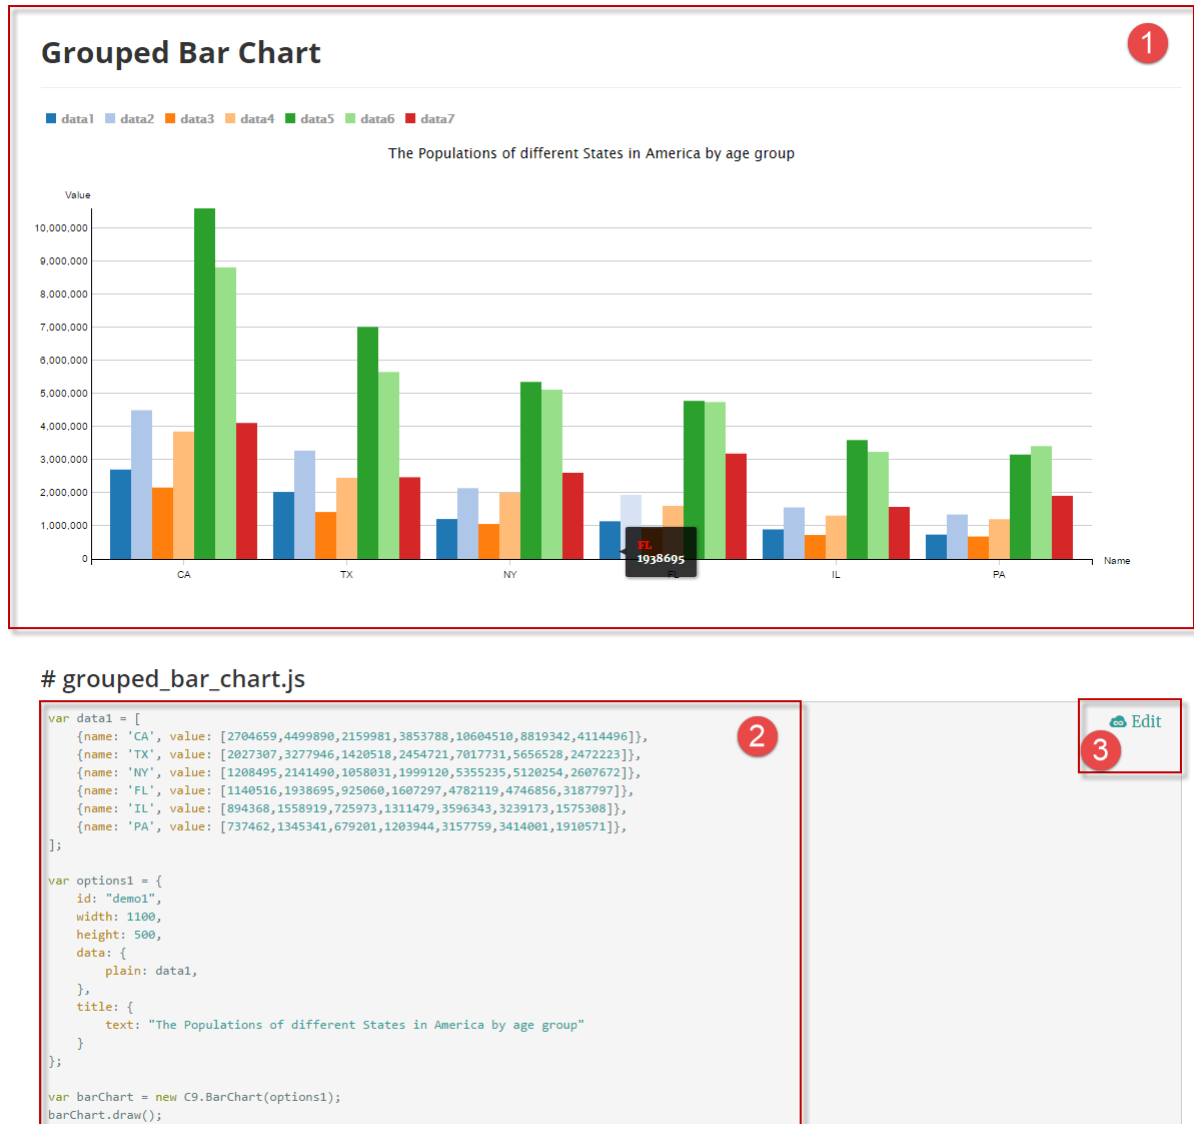 Grouped Bar Chart
1
data1 data2 data3 data4 data5 data6 data7
The Populations of different States in America by age group
Value
10,000,000
9,000,000
8,000,000
7,000,000
6,000,000
5,000,000
4,000,000
3,000,000
2,000,000
1,000,000
0
FL
1938695
Name
CA TX NY FL IL PA
# grouped_bar_chart.js
2
Edit
3
var data1 = [
    {name: 'CA', value: [2704659,4499890,2159981,3853788,10604510,8819342,4114496]},
    {name: 'TX', value: [2027307,3277946,1420518,2454721,7017731,5656528,2472223]},
    {name: 'NY', value: [1208495,2141490,1058031,1999120,5355235,5120254,2607672]},
    {name: 'FL', value: [1140516,1938695,925060,1607297,4782119,4746856,3187797]},
    {name: 'IL', value: [894368,1558919,725973,1311479,3596343,3239173,1575308]},
    {name: 'PA', value: [737462,1345341,679201,1203944,3157759,3414001,1910571]},
];
var options1 = {
    id: "demo1",
    width: 1100,
    height: 500,
    data: {
        plain: data1,
    },
    title: {
        text: "The Populations of different States in America by age group"
    }
};
var barChart = new C9.BarChart(options1);
barChart.draw();